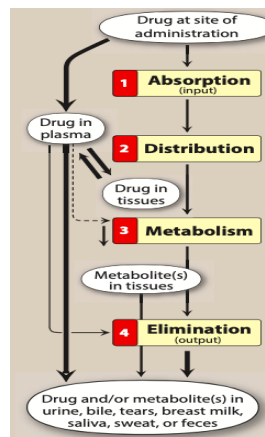 Drug at site of
administration
1 Absorption
(input)
Drug in
plasma
2 Distribution
Drug in
tissues
3 Metabolism
Metabolite(s)
in tissues
4 Elimination
(output)
Drug and/or metabolite(s) in
urine, bile, tears, breast milk,
saliva, sweat, or feces